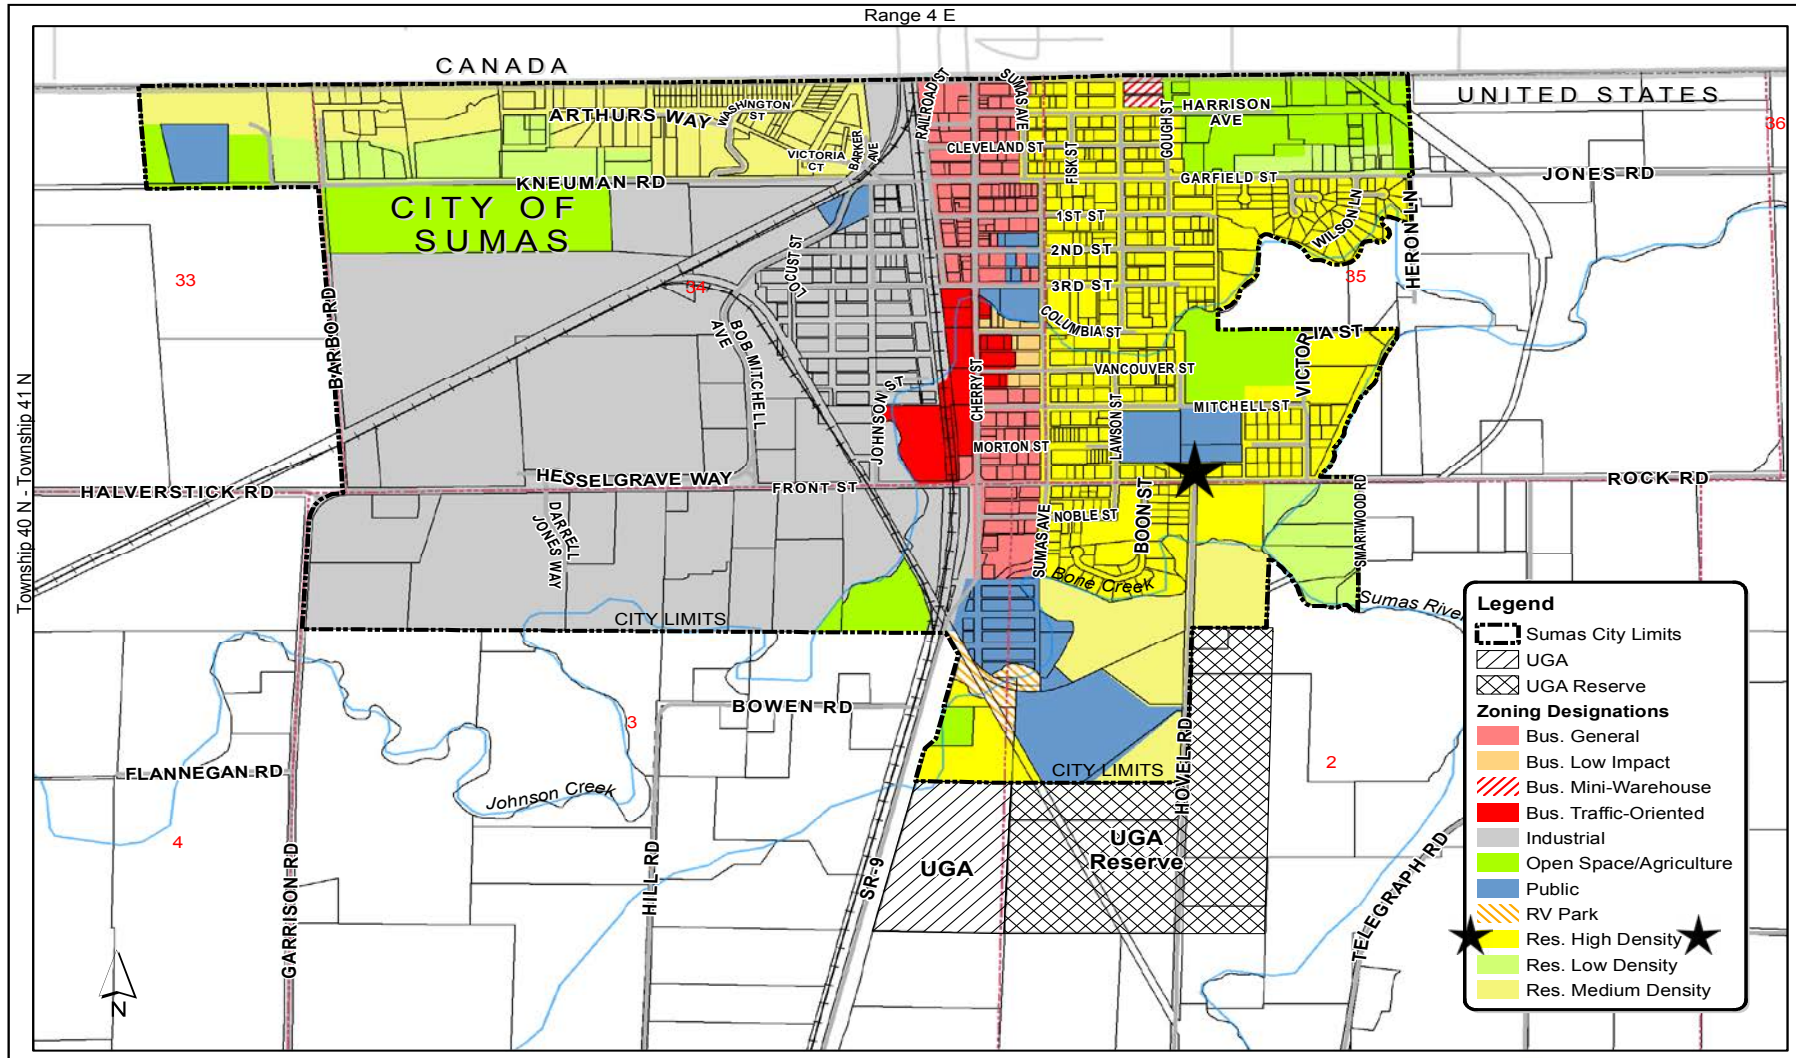 Range 4 E
CANADA
UNITED STATES
36
ARTHURS WAY
WASHINGTON ST
VICTORIA CT
BARKER AVE
RAILROAD ST
SUMAS AVE
CLEVELAND ST
FISK ST
GOUGH ST
HARRISON AVE
GARFIELD ST
JONES RD
KNEUMAN RD
CITY OF SUMAS
1ST ST
2ND ST
3RD ST
WILSON LN
HERON LN
33
34
35
LOCUST ST
BARBO RD
BOB MITCHELL AVE
COLUMBIA ST
VICTORIA ST
VANCOUVER ST
CHERRY ST
JOHNSON ST
MITCHELL ST
LAWSON ST
MORTON ST
Township 40 N - Township 41 N
HALVERSTICK RD
HESSELGRAVE WAY
FRONT ST
ROCK RD
DARRELL JONES WAY
NOBLE ST
BOON ST
SUMAS AVE
SMARTWOOD RD
Bone Creek
Sumas River
CITY LIMITS
BOWEN RD
3
2
4
FLANNEGAN RD
Johnson Creek
CITY LIMITS
HOVEL RD
GARRISON RD
HILL RD
SR-9
UGA
UGA Reserve
TELEGRAPH RD
N
Legend
Sumas City Limits
UGA
UGA Reserve
Zoning Designations
Bus. General
Bus. Low Impact
Bus. Mini-Warehouse
Bus. Traffic-Oriented
Industrial
Open Space/Agriculture
Public
RV Park
Res. High Density
Res. Low Density
Res. Medium Density